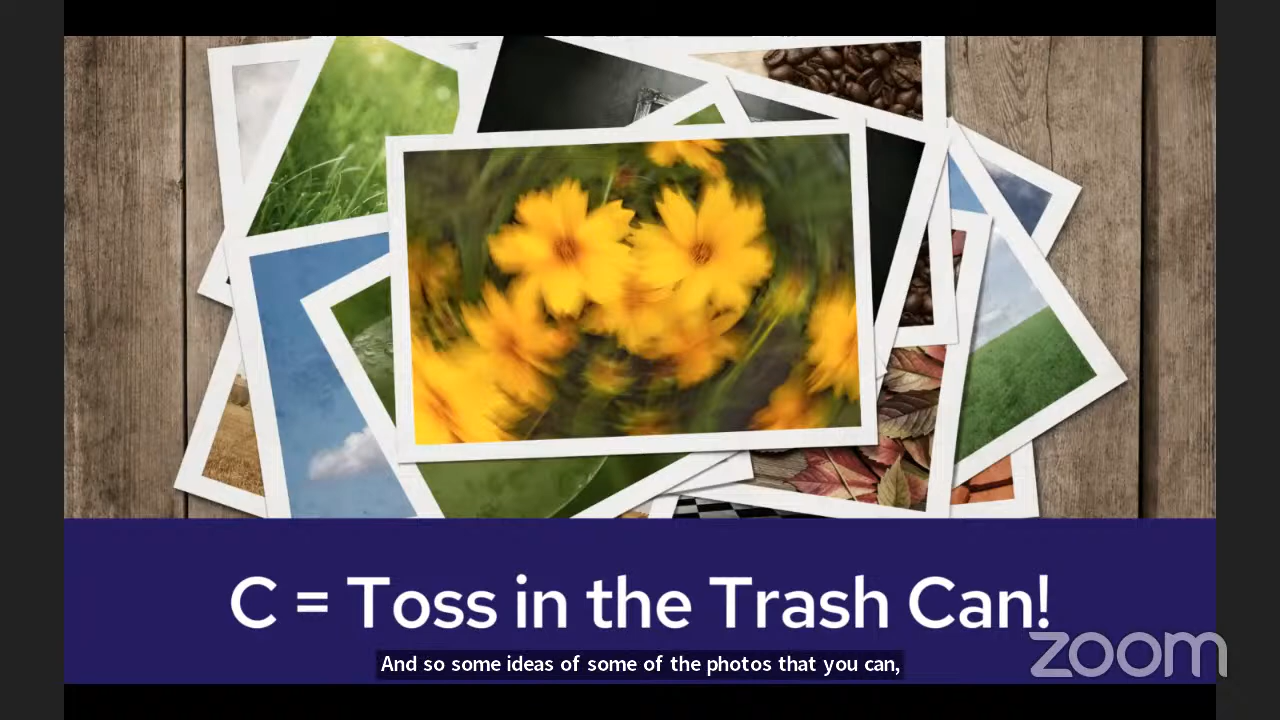 C = Toss in the Trash Can!
And so some ideas of some of the photos that you can,
zoom